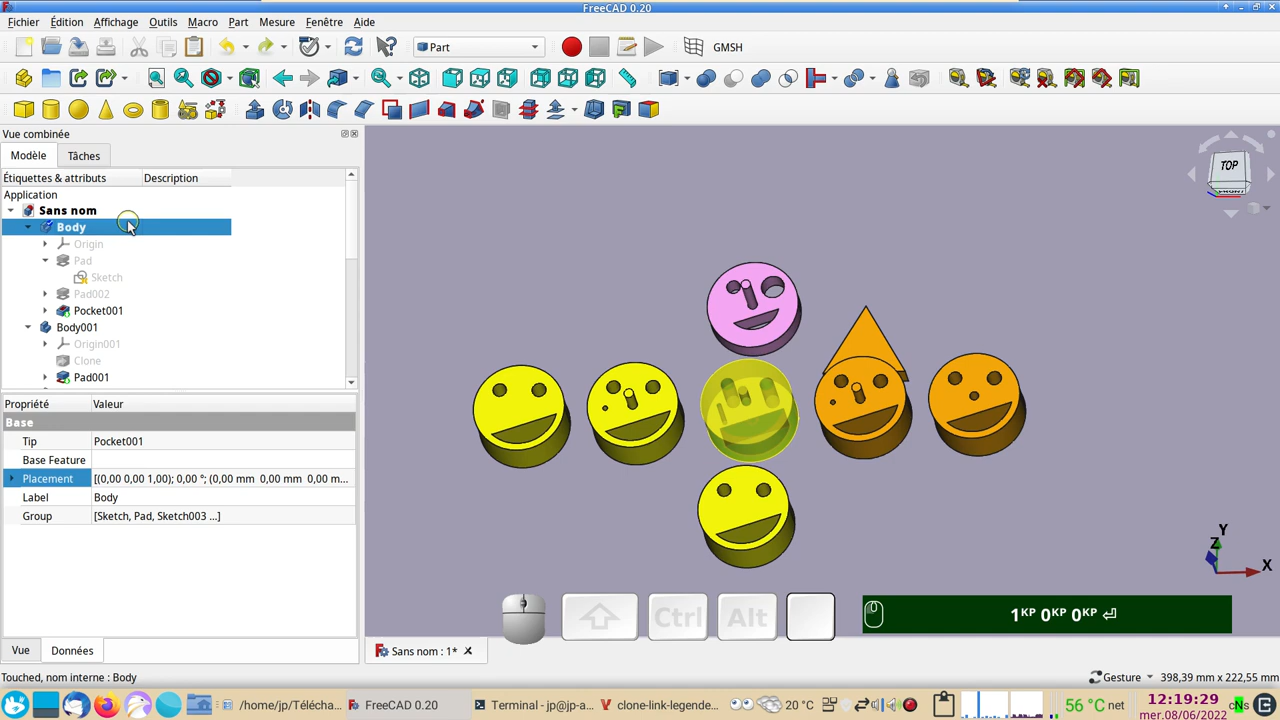 FreeCAD 0.20
Fichier Édition Affichage Outils Macro Part Mesure Fenêtre Aide
Part
GMSH
Vue combinée
Modèle Tâches
Étiquettes & attributs Description
Application
Sans nom
Body
Origin
Pad
Sketch
Pad002
Pocket001
Body001
Origin001
Clone
Pad001
Propriété Valeur
Base
Tip Pocket001
Base Feature
Placement [(0,00 0,00 1,00); 0,00 °; (0,00 mm 0,00 mm 0,00 m...
Label Body
Group [Sketch, Pad, Sketch003 ...]
TOP
FRONT
Y
Z
X
Ctrl Alt
1KP 0KP 0KP ⏎
Vue Données
Sans nom : 1*
Touched, nom interne : Body
Gesture 398,39 mm x 222,55 mm
/home/jp/Télécha... FreeCAD 0.20 Terminal - jp@jp-a... clone-link-legende... 20 °C 56 °C net 12:19:29 cNs
mer.08/06/2022